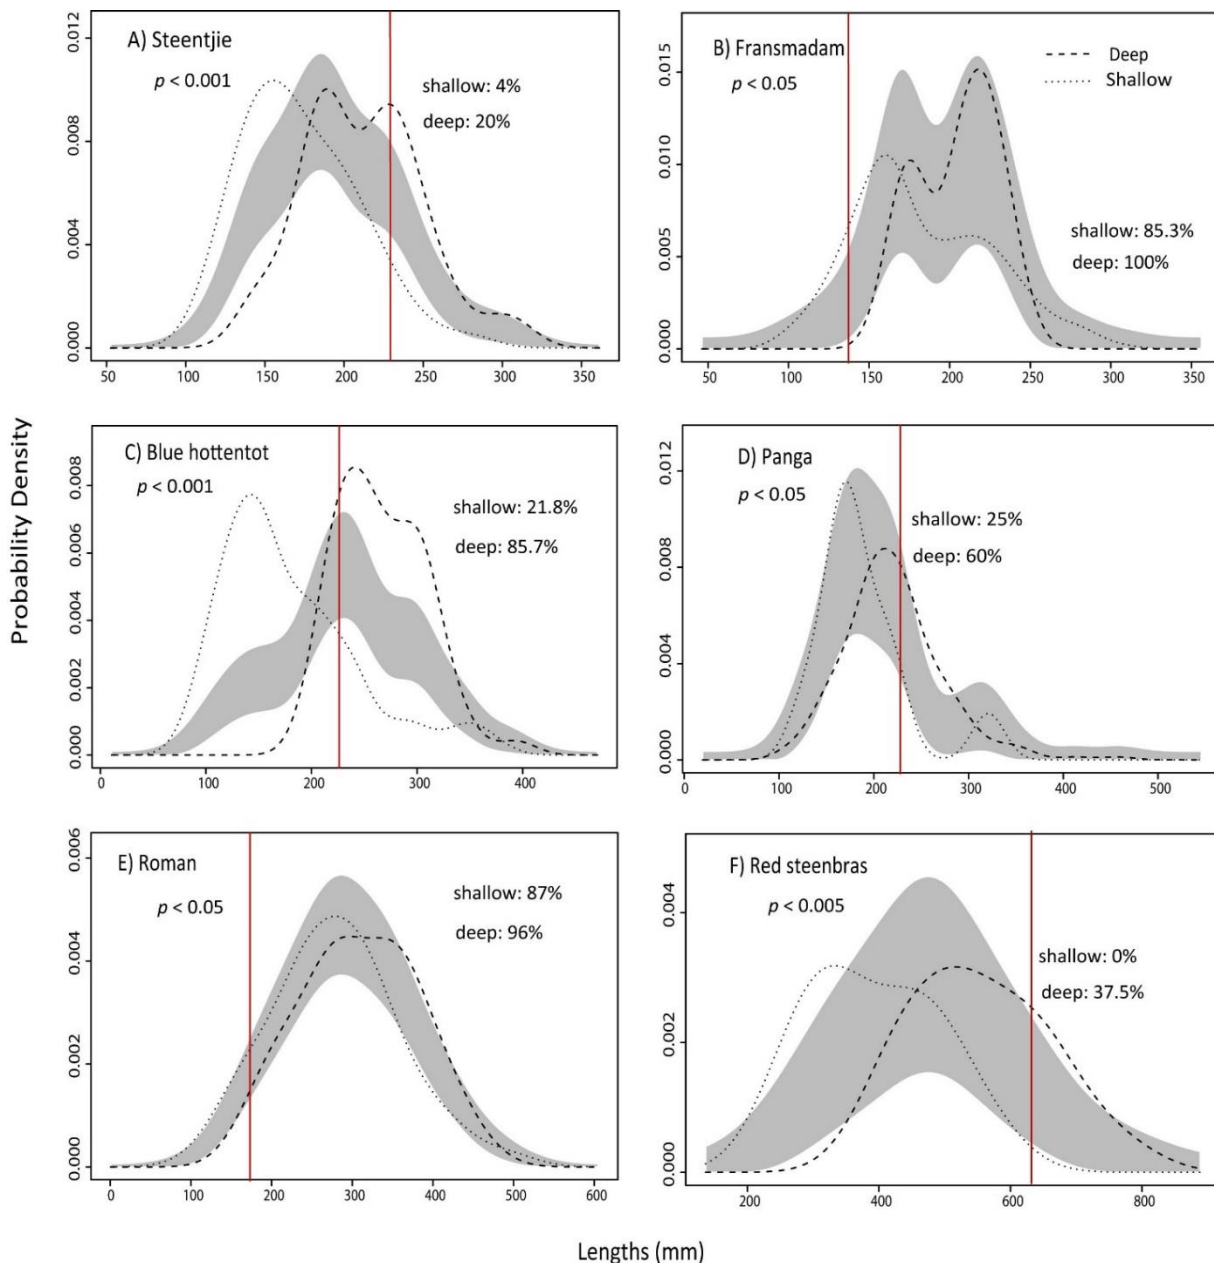 A) Steentjie
p < 0.001
shallow: 4%
deep: 20%
0.000
0.004
0.008
0.012
50
100
150
200
250
300
350
B) Fransmadam
p < 0.05
Deep
Shallow
shallow: 85.3%
deep: 100%
0.000
0.005
0.010
0.015
50
100
150
200
250
300
350
Probability Density
C) Blue hottentot
p < 0.001
shallow: 21.8%
deep: 85.7%
0.000
0.002
0.004
0.006
0.008
0
100
200
300
400
D) Panga
p < 0.05
shallow: 25%
deep: 60%
0.000
0.004
0.008
0.012
0
100
200
300
400
500
E) Roman
p < 0.05
shallow: 87%
deep: 96%
0.000
0.002
0.004
0.006
0
100
200
300
400
500
600
F) Red steenbras
p < 0.005
shallow: 0%
deep: 37.5%
0.000
0.002
0.004
200
400
600
800
Lengths (mm)